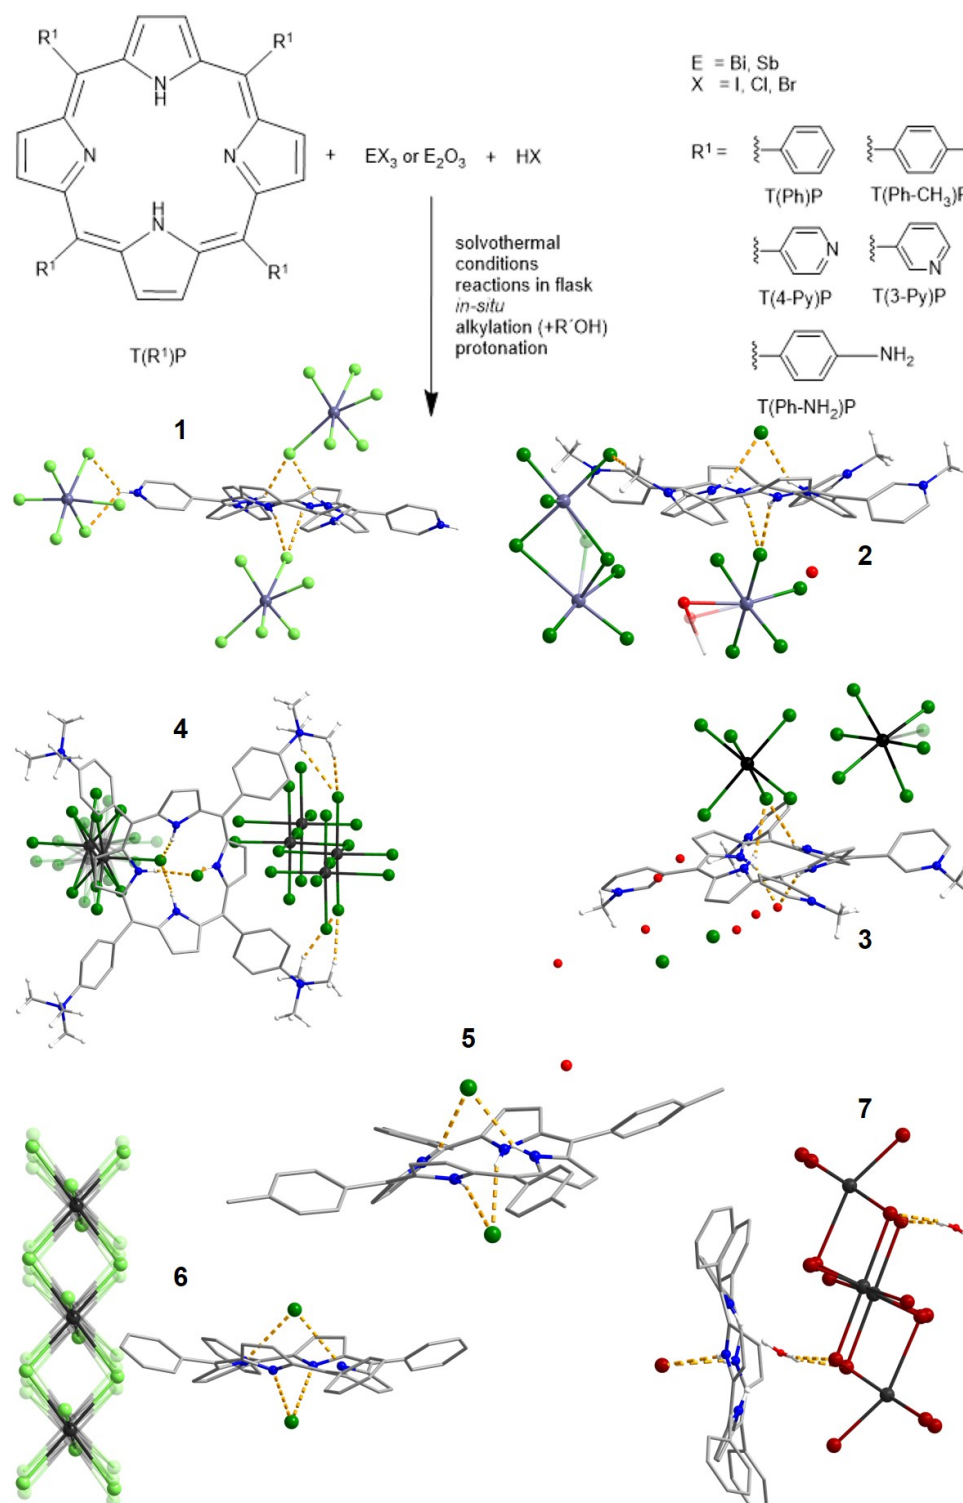 R¹ R¹
E = Bi, Sb
X = I, Cl, Br
N
H
N N + EX₃ or E₂O₃ + HX
R¹ =
T(Ph)P T(Ph-CH₃)P
H
N
R¹ R¹
solvothermal
conditions
reactions in flask
in-situ
alkylation (+R´OH)
protonation
N N
T(4-Py)P T(3-Py)P
T(R¹)P
NH₂
T(Ph-NH₂)P
1
2
4
3
5
7
6